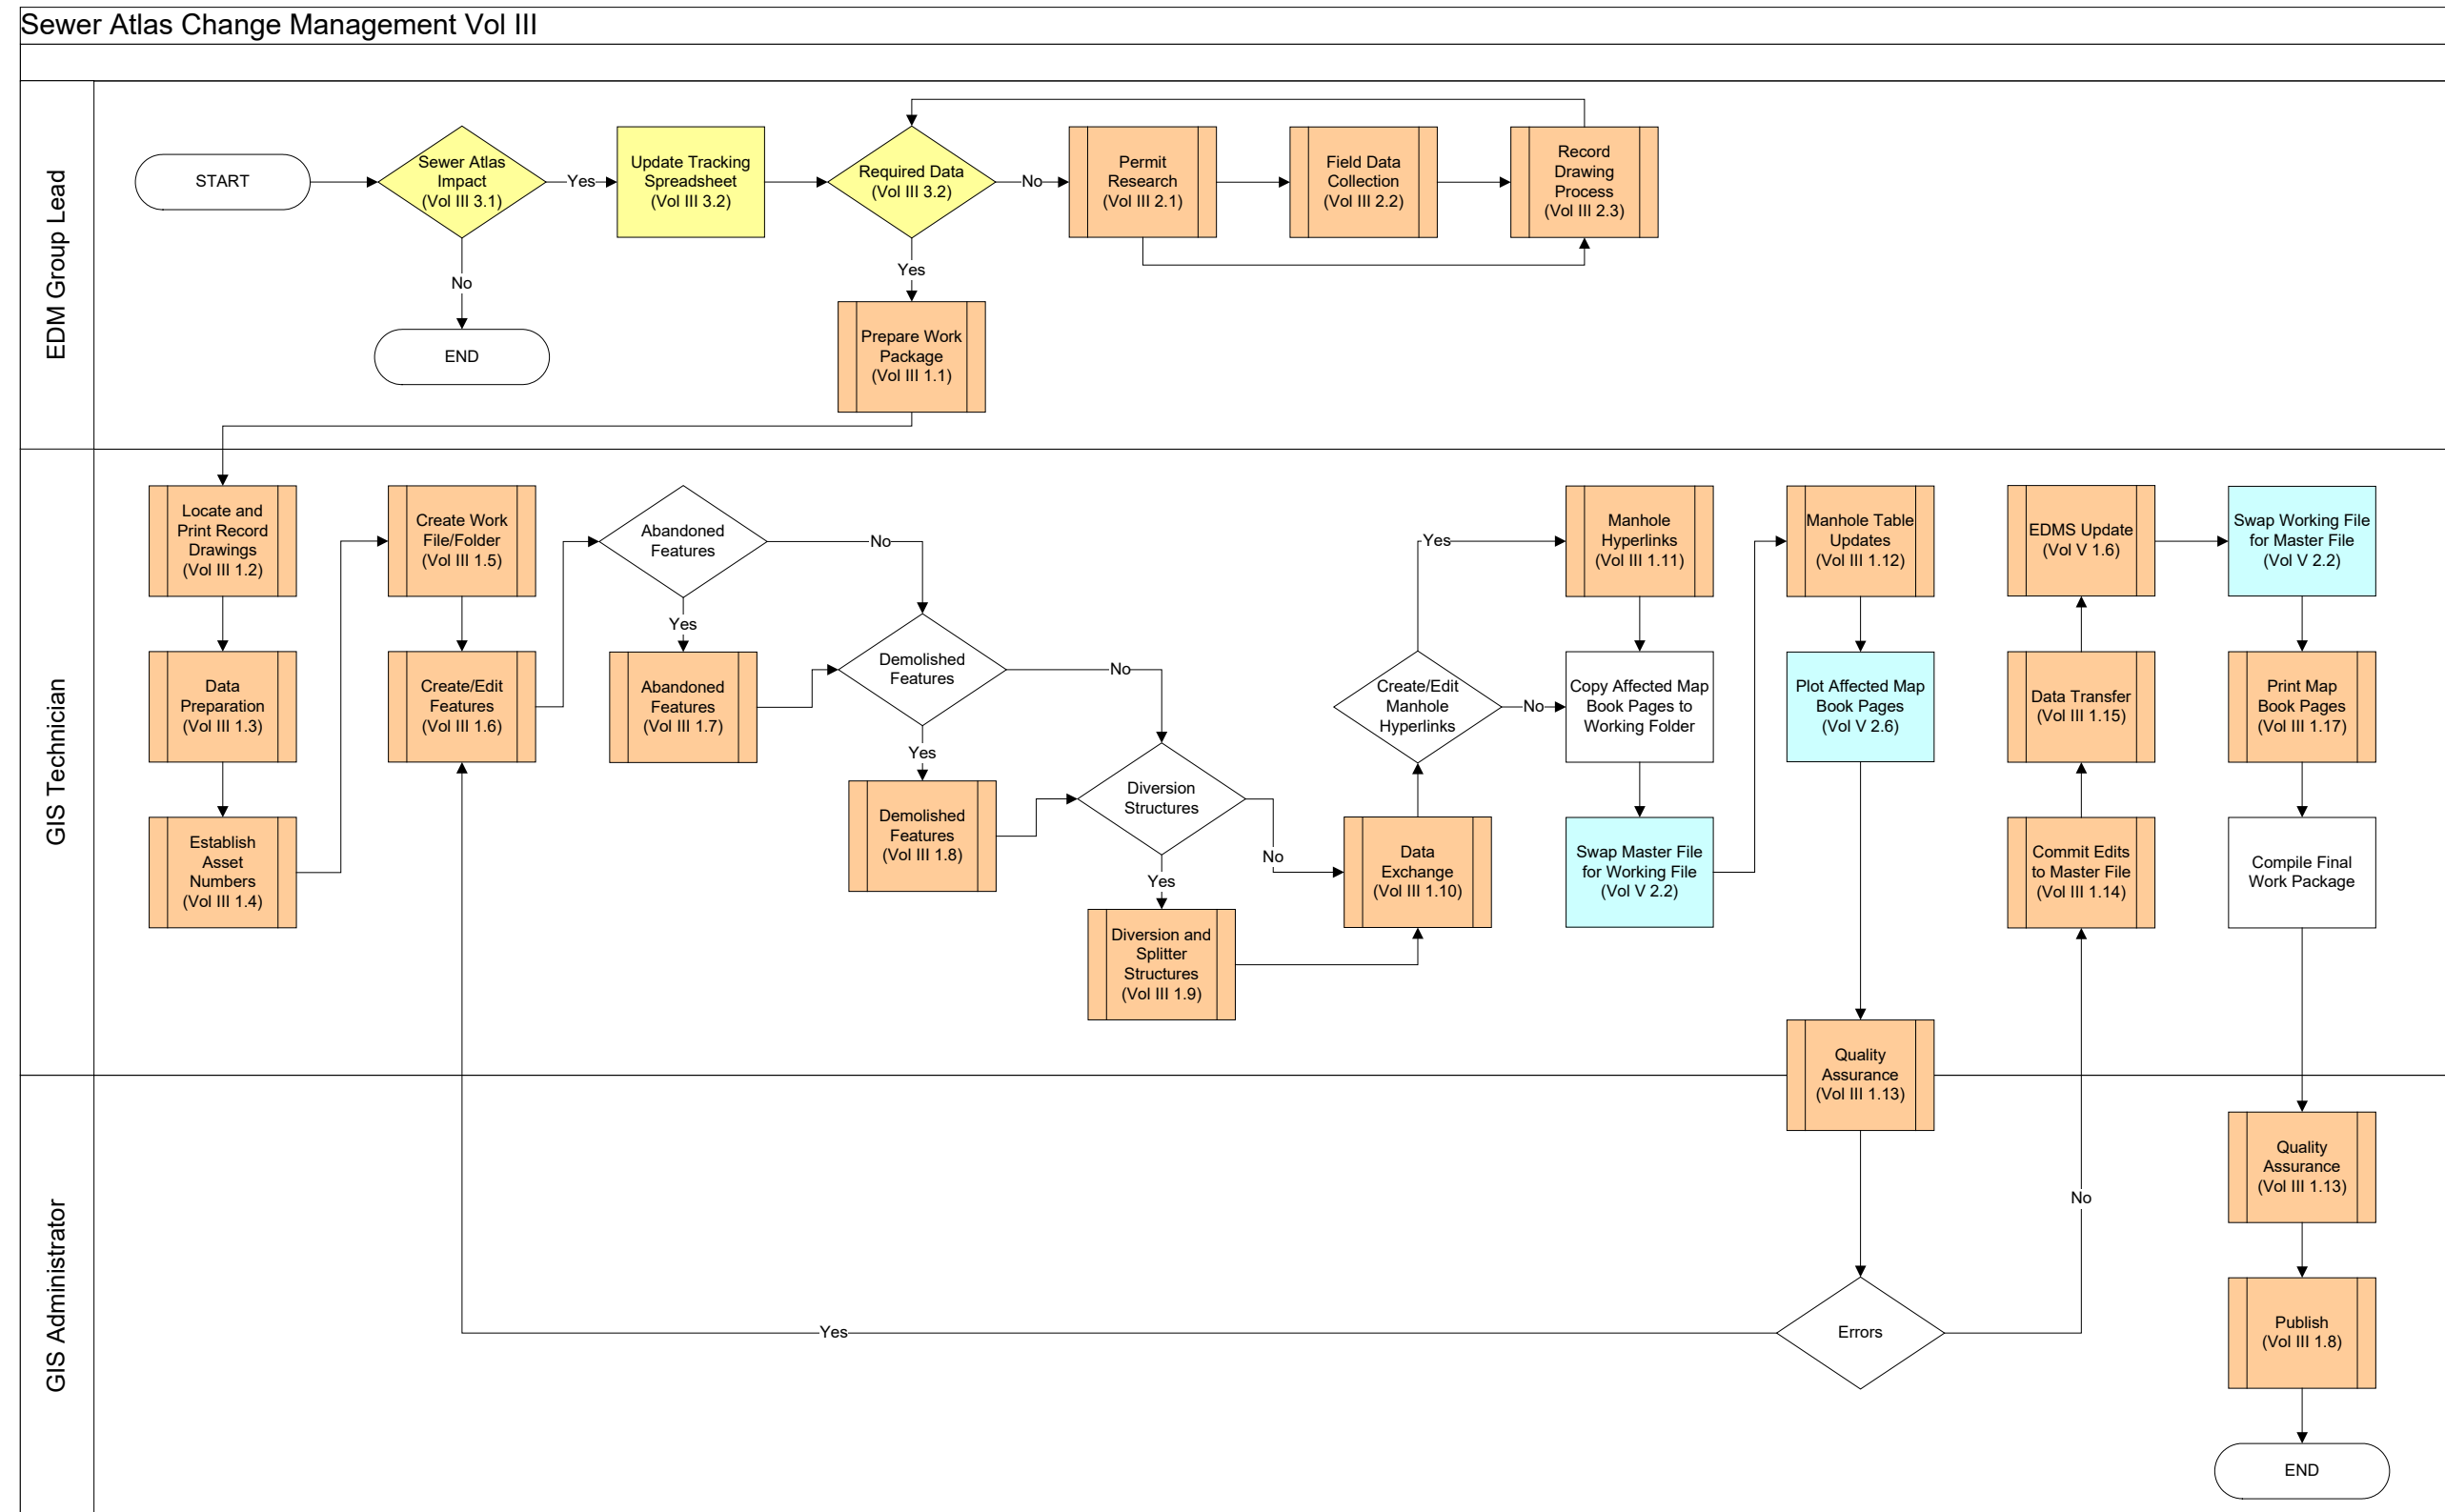 Sewer Atlas Change Management Vol III
EDM Group Lead
START
Sewer Atlas
Impact
(Vol III 3.1)
Yes
No
END
Update Tracking
Spreadsheet
(Vol III 3.2)
Required Data
(Vol III 3.2)
No
Yes
Permit
Research
(Vol III 2.1)
Field Data
Collection
(Vol III 2.2)
Record
Drawing
Process
(Vol III 2.3)
Prepare Work
Package
(Vol III 1.1)
GIS Technician
Locate and
Print Record
Drawings
(Vol III 1.2)
Data
Preparation
(Vol III 1.3)
Establish
Asset
Numbers
(Vol III 1.4)
Create Work
File/Folder
(Vol III 1.5)
Create/Edit
Features
(Vol III 1.6)
Abandoned
Features
No
Yes
Abandoned
Features
(Vol III 1.7)
Demolished
Features
No
Yes
Demolished
Features
(Vol III 1.8)
Diversion
Structures
No
Yes
Diversion and
Splitter
Structures
(Vol III 1.9)
Data
Exchange
(Vol III 1.10)
Create/Edit
Manhole
Hyperlinks
Yes
No
Manhole
Hyperlinks
(Vol III 1.11)
Copy Affected Map
Book Pages to
Working Folder
Swap Master File
for Working File
(Vol V 2.2)
Manhole Table
Updates
(Vol III 1.12)
Plot Affected Map
Book Pages
(Vol V 2.6)
Quality
Assurance
(Vol III 1.13)
EDMS Update
(Vol V 1.6)
Data Transfer
(Vol III 1.15)
Commit Edits
to Master File
(Vol III 1.14)
Swap Working File
for Master File
(Vol V 2.2)
Print Map
Book Pages
(Vol III 1.17)
Compile Final
Work Package
GIS Administrator
Errors
Yes
No
Quality
Assurance
(Vol III 1.13)
Publish
(Vol III 1.8)
END